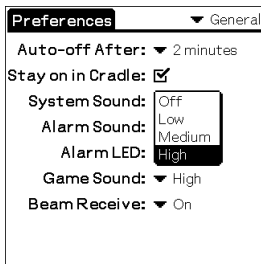 Preferences General
Auto-off After: 2 minutes
Stay on in Cradle:
System Sound: Off
Low
Alarm Sound: Medium
Alarm LED: High
Game Sound: High
Beam Receive: On